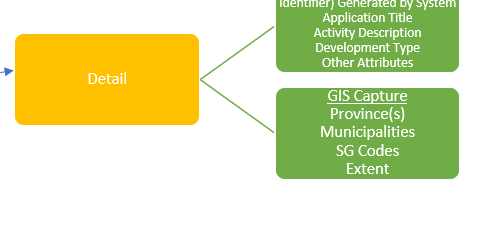 Identifier) Generated by System
Application Title
Activity Description
Development Type
Other Attributes
Detail
GIS Capture
Province(s)
Municipalities
SG Codes
Extent